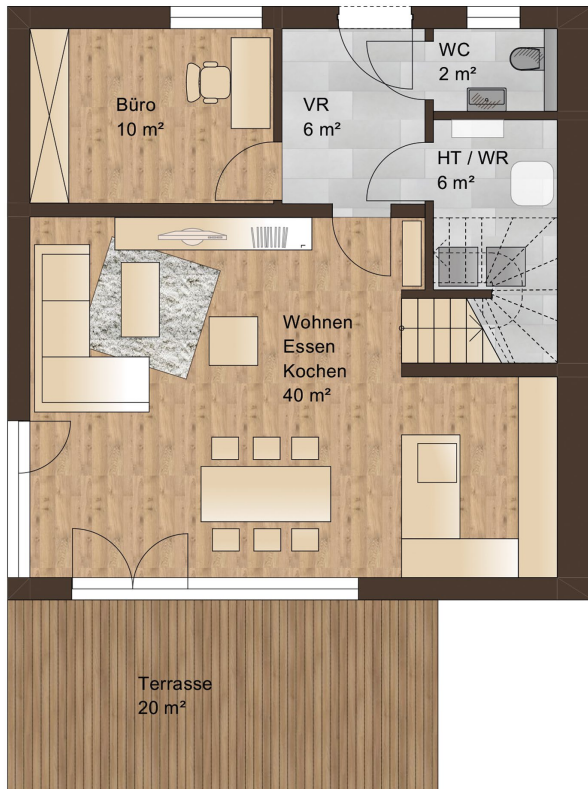 Büro
10 m²
VR
6 m²
WC
2 m²
HT / WR
6 m²
Wohnen
Essen
Kochen
40 m²
Terrasse
20 m²